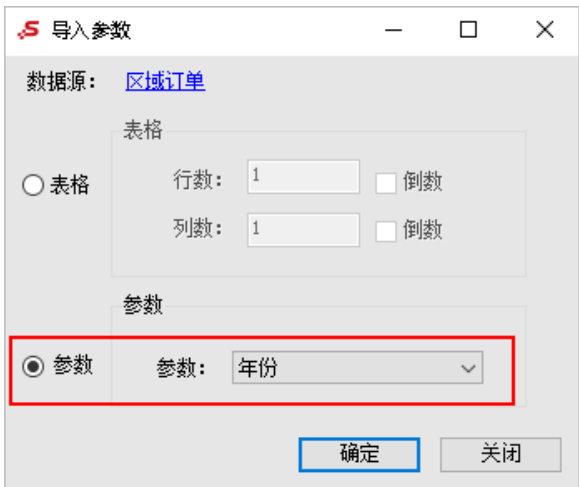 导入参数
数据源： 区域订单
表格
表格
行数： 1 倒数
列数： 1 倒数
参数
参数 参数： 年份
确定 关闭